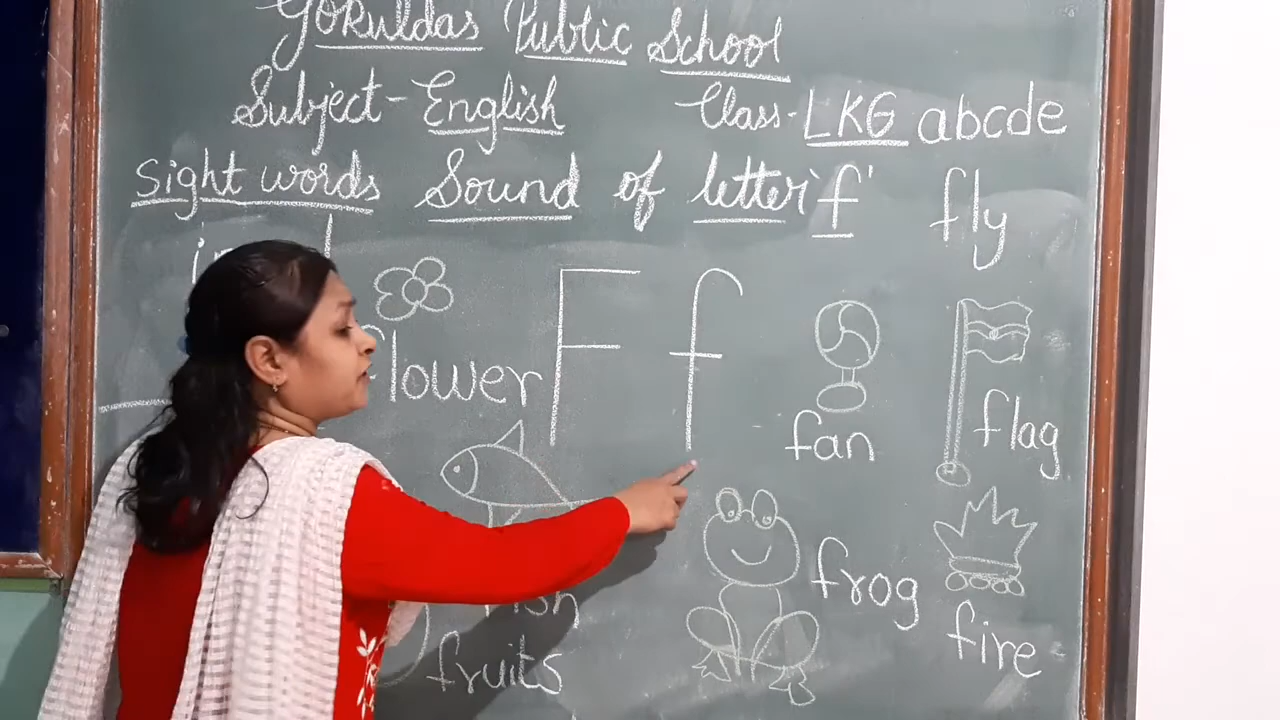 Gokuldas Public School
Subject - English Class - LKG abcde
Sight words Sound of letter 'f' fly
flower F f
fan
flag
fish
frog
fire
fruits